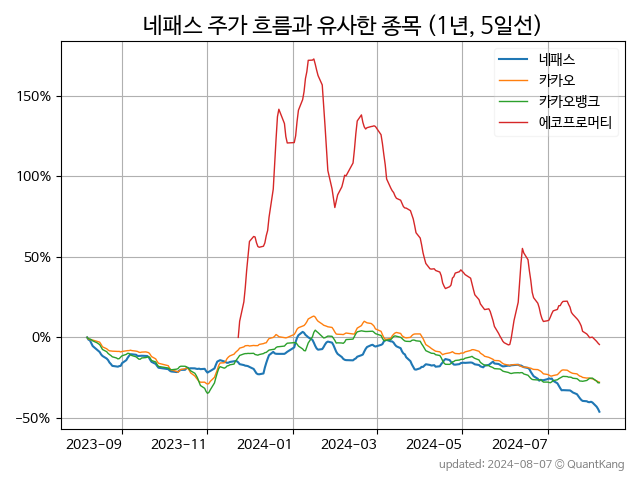 네패스 주가 흐름과 유사한 종목 (1년, 5일선)
네패스
카카오
카카오뱅크
에코프로머티
150%
100%
50%
0%
−50%
2023-09 2023-11 2024-01 2024-03 2024-05 2024-07
updated: 2024-08-07 © QuantKang